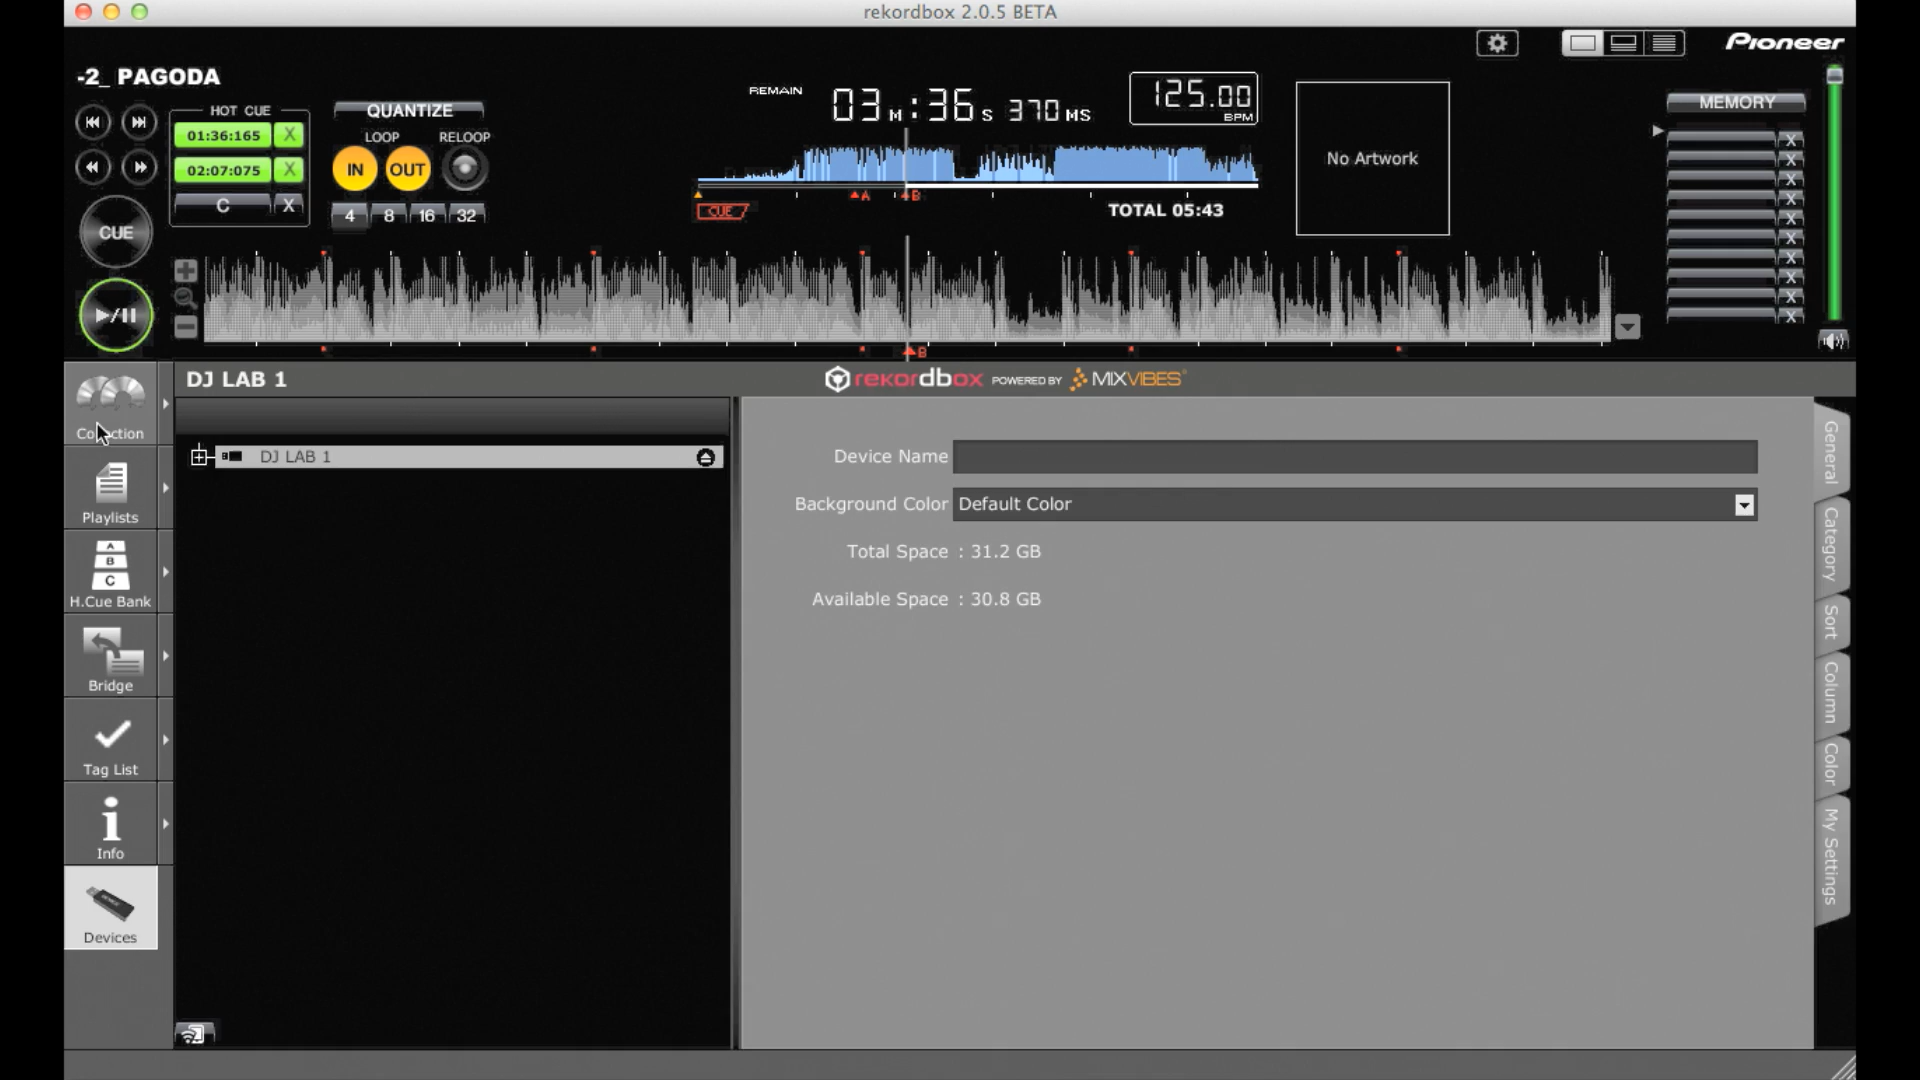 rekordbox 2.0.5 BETA
Pioneer
-2_ PAGODA
HOT CUE
01:36:165 X
02:07:075 X
C X
QUANTIZE
LOOP RELOOP
IN OUT
4 8 16 32
REMAIN 03 M : 36 S 370 MS
125.00
BPM
No Artwork
MEMORY
X
X
X
X
X
X
X
X
X
X
A B
CUE
TOTAL 05:43
CUE
►/II
B
DJ LAB 1
rekordbox POWERED BY MIXVIBES
Collection
Playlists
A
B
C
H.Cue Bank
Bridge
Tag List
i
Info
Devices
DJ LAB 1
Device Name
Background Color Default Color
Total Space : 31.2 GB
Available Space : 30.8 GB
General
Category
Sort
Column
Color
My Settings